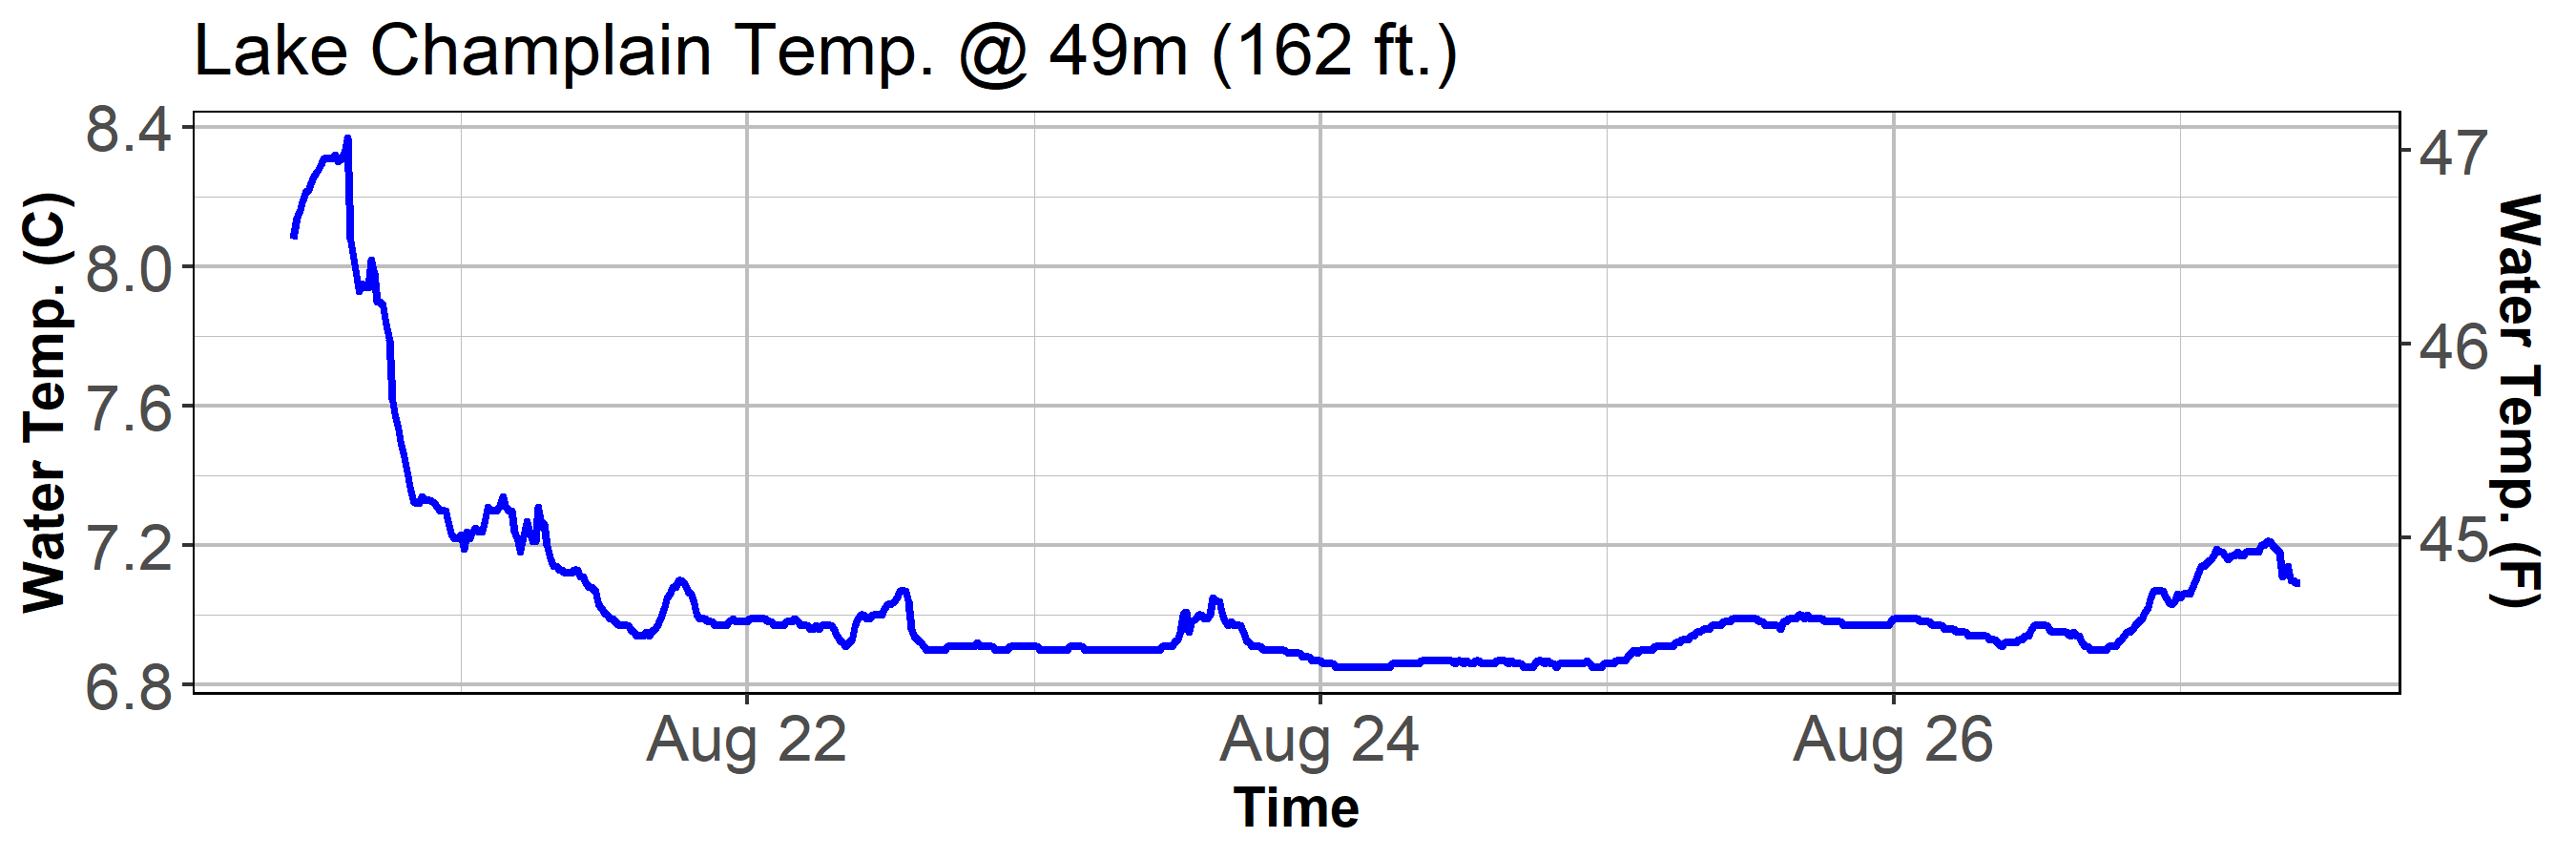 Lake Champlain Temp. @ 49m (162 ft.)
Water Temp. (C)
8.4
8.0
7.6
7.2
6.8
47
46
45
Water Temp. (F)
Aug 22
Aug 24
Aug 26
Time